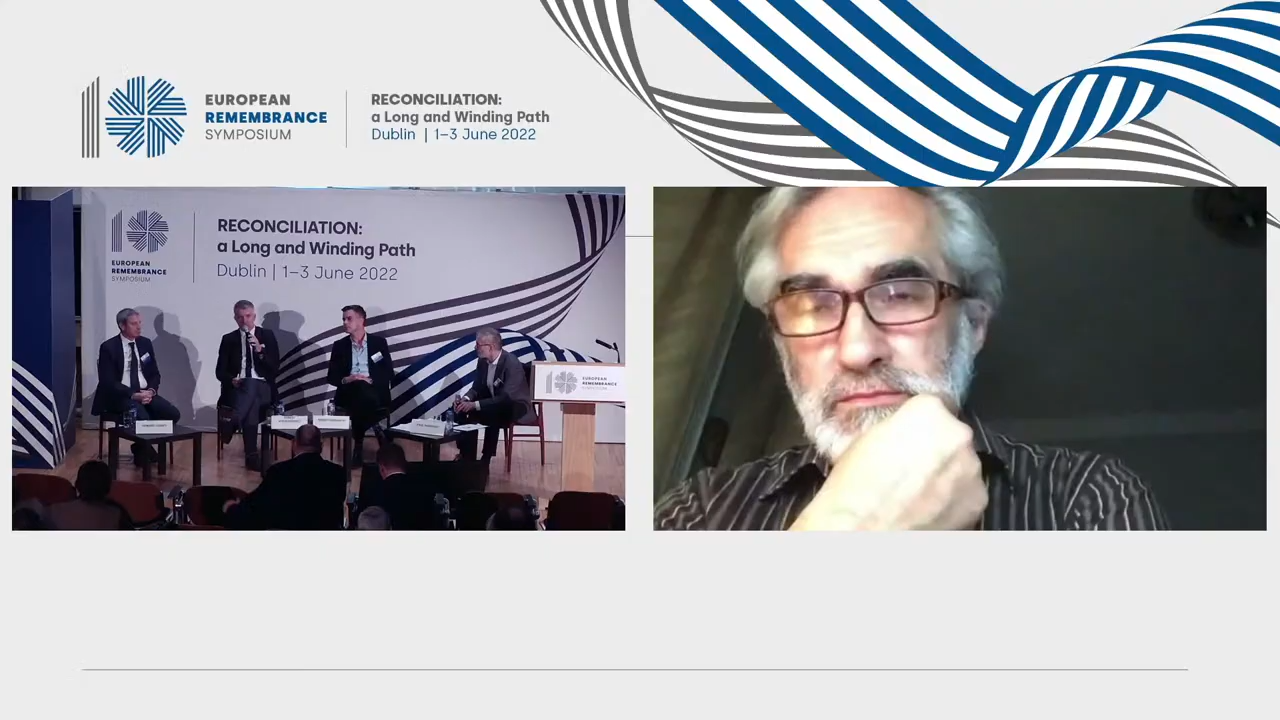 EUROPEAN
REMEMBRANCE
SYMPOSIUM
RECONCILIATION:
a Long and Winding Path
Dublin | 1–3 June 2022
EUROPEAN
REMEMBRANCE
SYMPOSIUM
RECONCILIATION:
a Long and Winding Path
Dublin | 1–3 June 2022
EUROPEAN
REMEMBRANCE
SYMPOSIUM